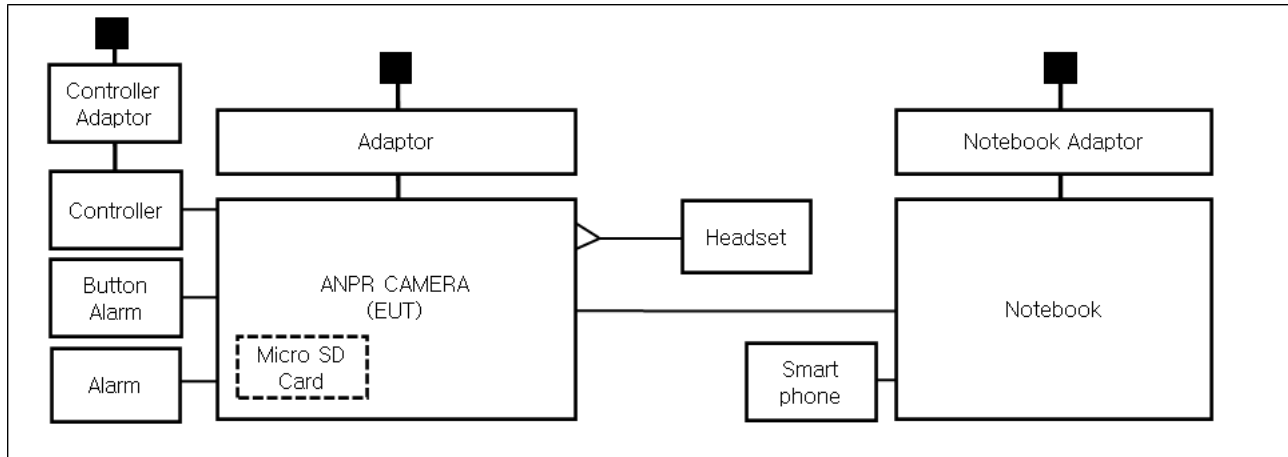 Controller
Adaptor
Adaptor
Notebook Adaptor
Controller
Headset
Button
Alarm
ANPR CAMERA
(EUT)
Notebook
Micro SD
Card
Alarm
Smart
phone